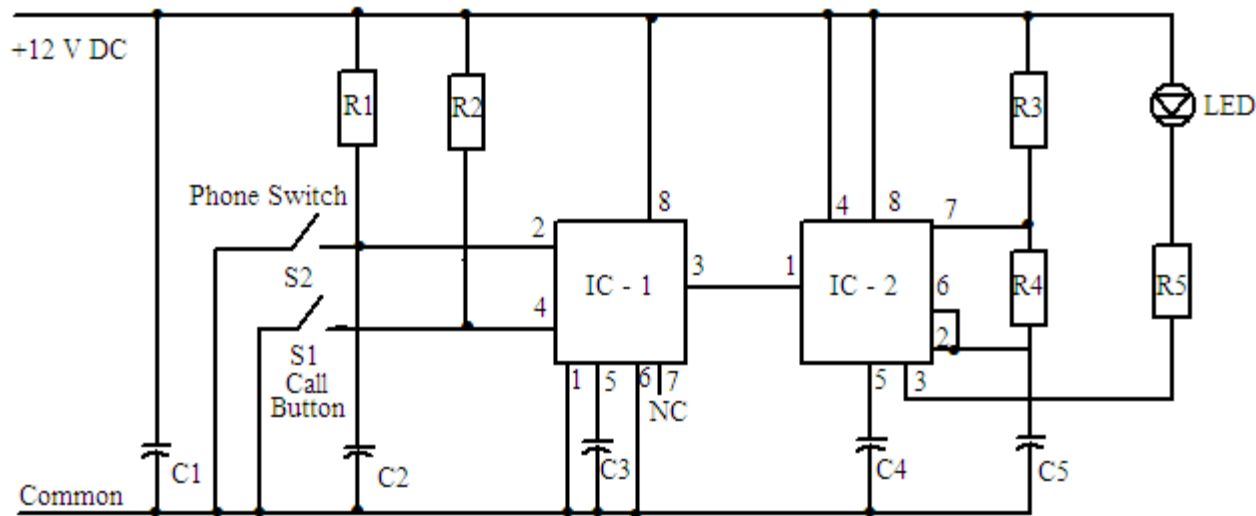 +12 V DC
R1
R2
R3
LED
Phone Switch
8
4
8
7
2
S2
IC - 1
3
1
IC - 2
6
R4
R5
4
2
S1
Call
Button
1
5
6
7
NC
5
3
C1
C2
C3
C4
C5
Common